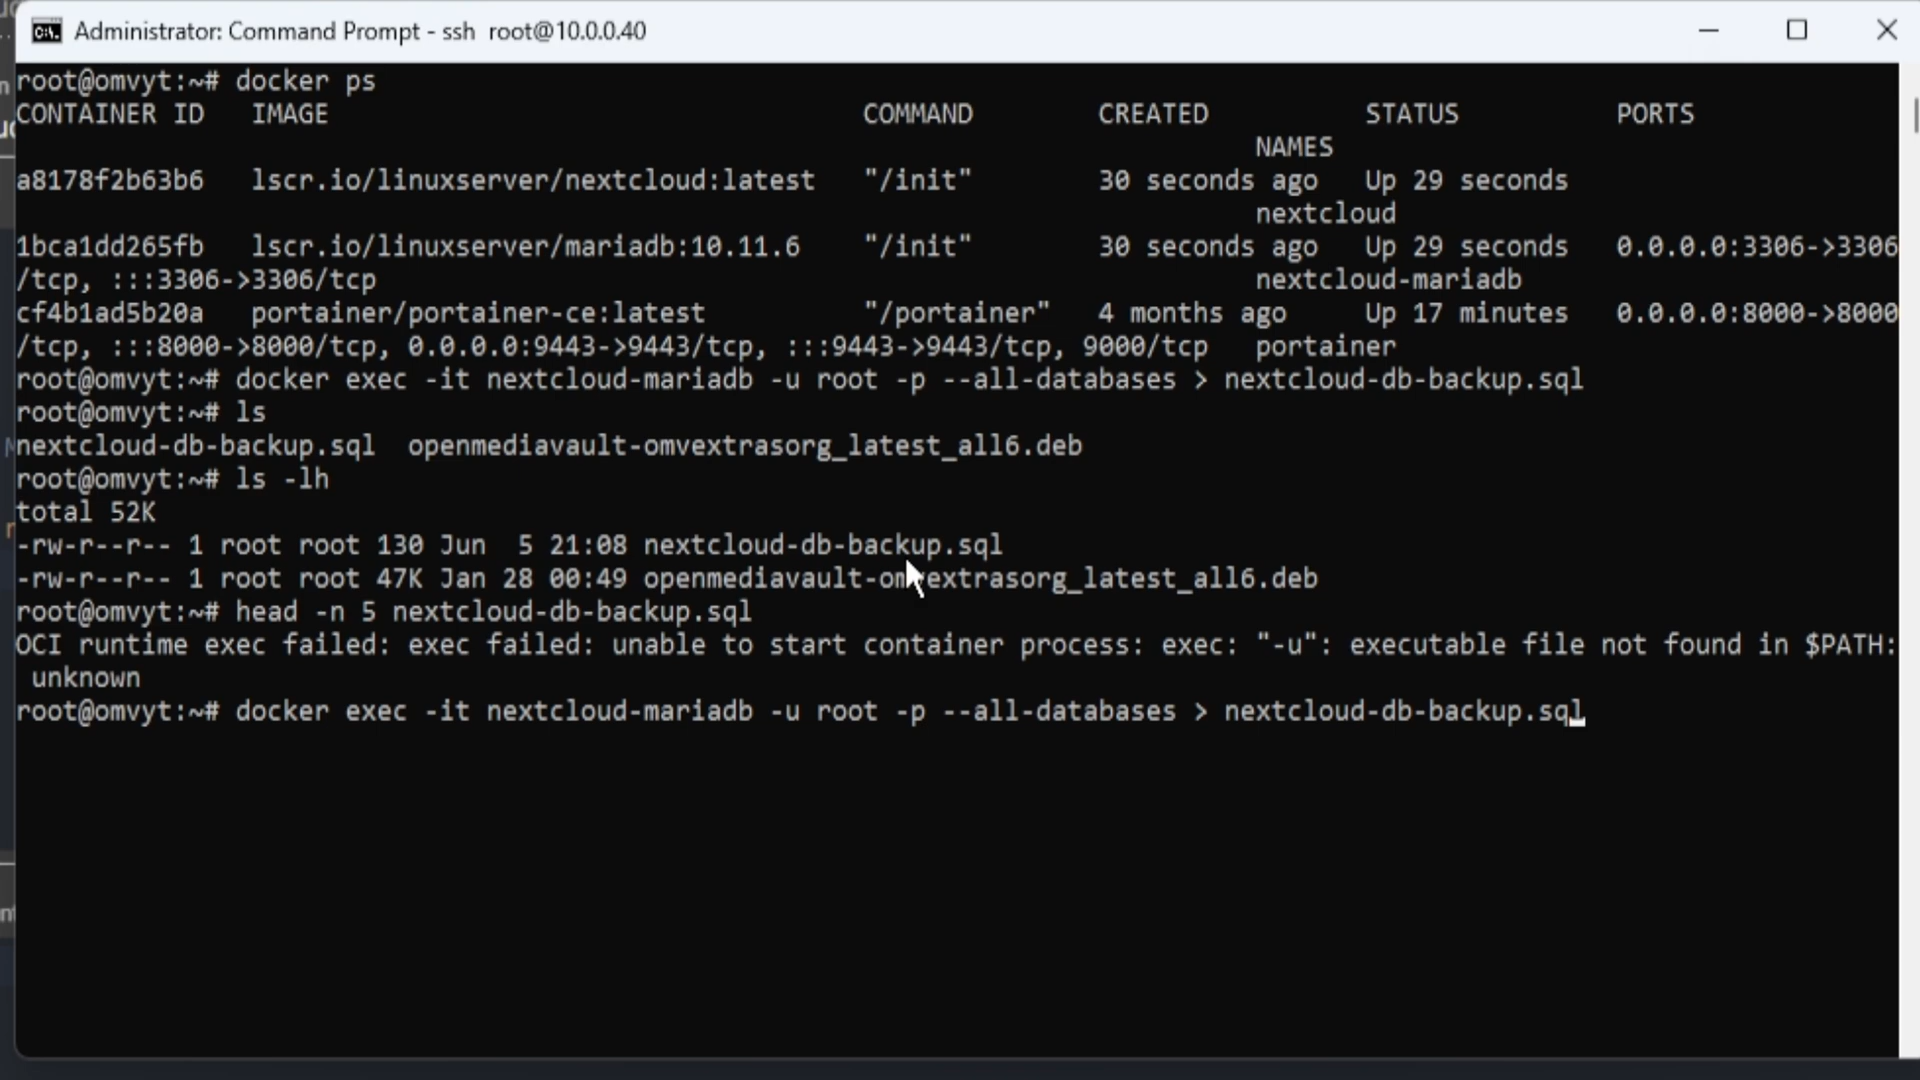 Administrator: Command Prompt - ssh  root@10.0.0.40
root@omvyt:~# docker ps
CONTAINER ID   IMAGE                                  COMMAND        CREATED          STATUS          PORTS
NAMES
a8178f2b63b6   lscr.io/linuxserver/nextcloud:latest   "/init"        30 seconds ago   Up 29 seconds
nextcloud
1bca1dd265fb   lscr.io/linuxserver/mariadb:10.11.6    "/init"        30 seconds ago   Up 29 seconds   0.0.0.0:3306->3306
/tcp, :::3306->3306/tcp                                                        nextcloud-mariadb
cf4b1ad5b20a   portainer/portainer-ce:latest          "/portainer"   4 months ago     Up 17 minutes   0.0.0.0:8000->8000
/tcp, :::8000->8000/tcp, 0.0.0.0:9443->9443/tcp, :::9443->9443/tcp, 9000/tcp   portainer
root@omvyt:~# docker exec -it nextcloud-mariadb -u root -p --all-databases > nextcloud-db-backup.sql
root@omvyt:~# ls
nextcloud-db-backup.sql  openmediavault-omvextrasorg_latest_all6.deb
root@omvyt:~# ls -lh
total 52K
-rw-r--r-- 1 root root 130 Jun  5 21:08 nextcloud-db-backup.sql
-rw-r--r-- 1 root root 47K Jan 28 00:49 openmediavault-omvextrasorg_latest_all6.deb
root@omvyt:~# head -n 5 nextcloud-db-backup.sql
OCI runtime exec failed: exec failed: unable to start container process: exec: "-u": executable file not found in $PATH:
unknown
root@omvyt:~# docker exec -it nextcloud-mariadb -u root -p --all-databases > nextcloud-db-backup.sql